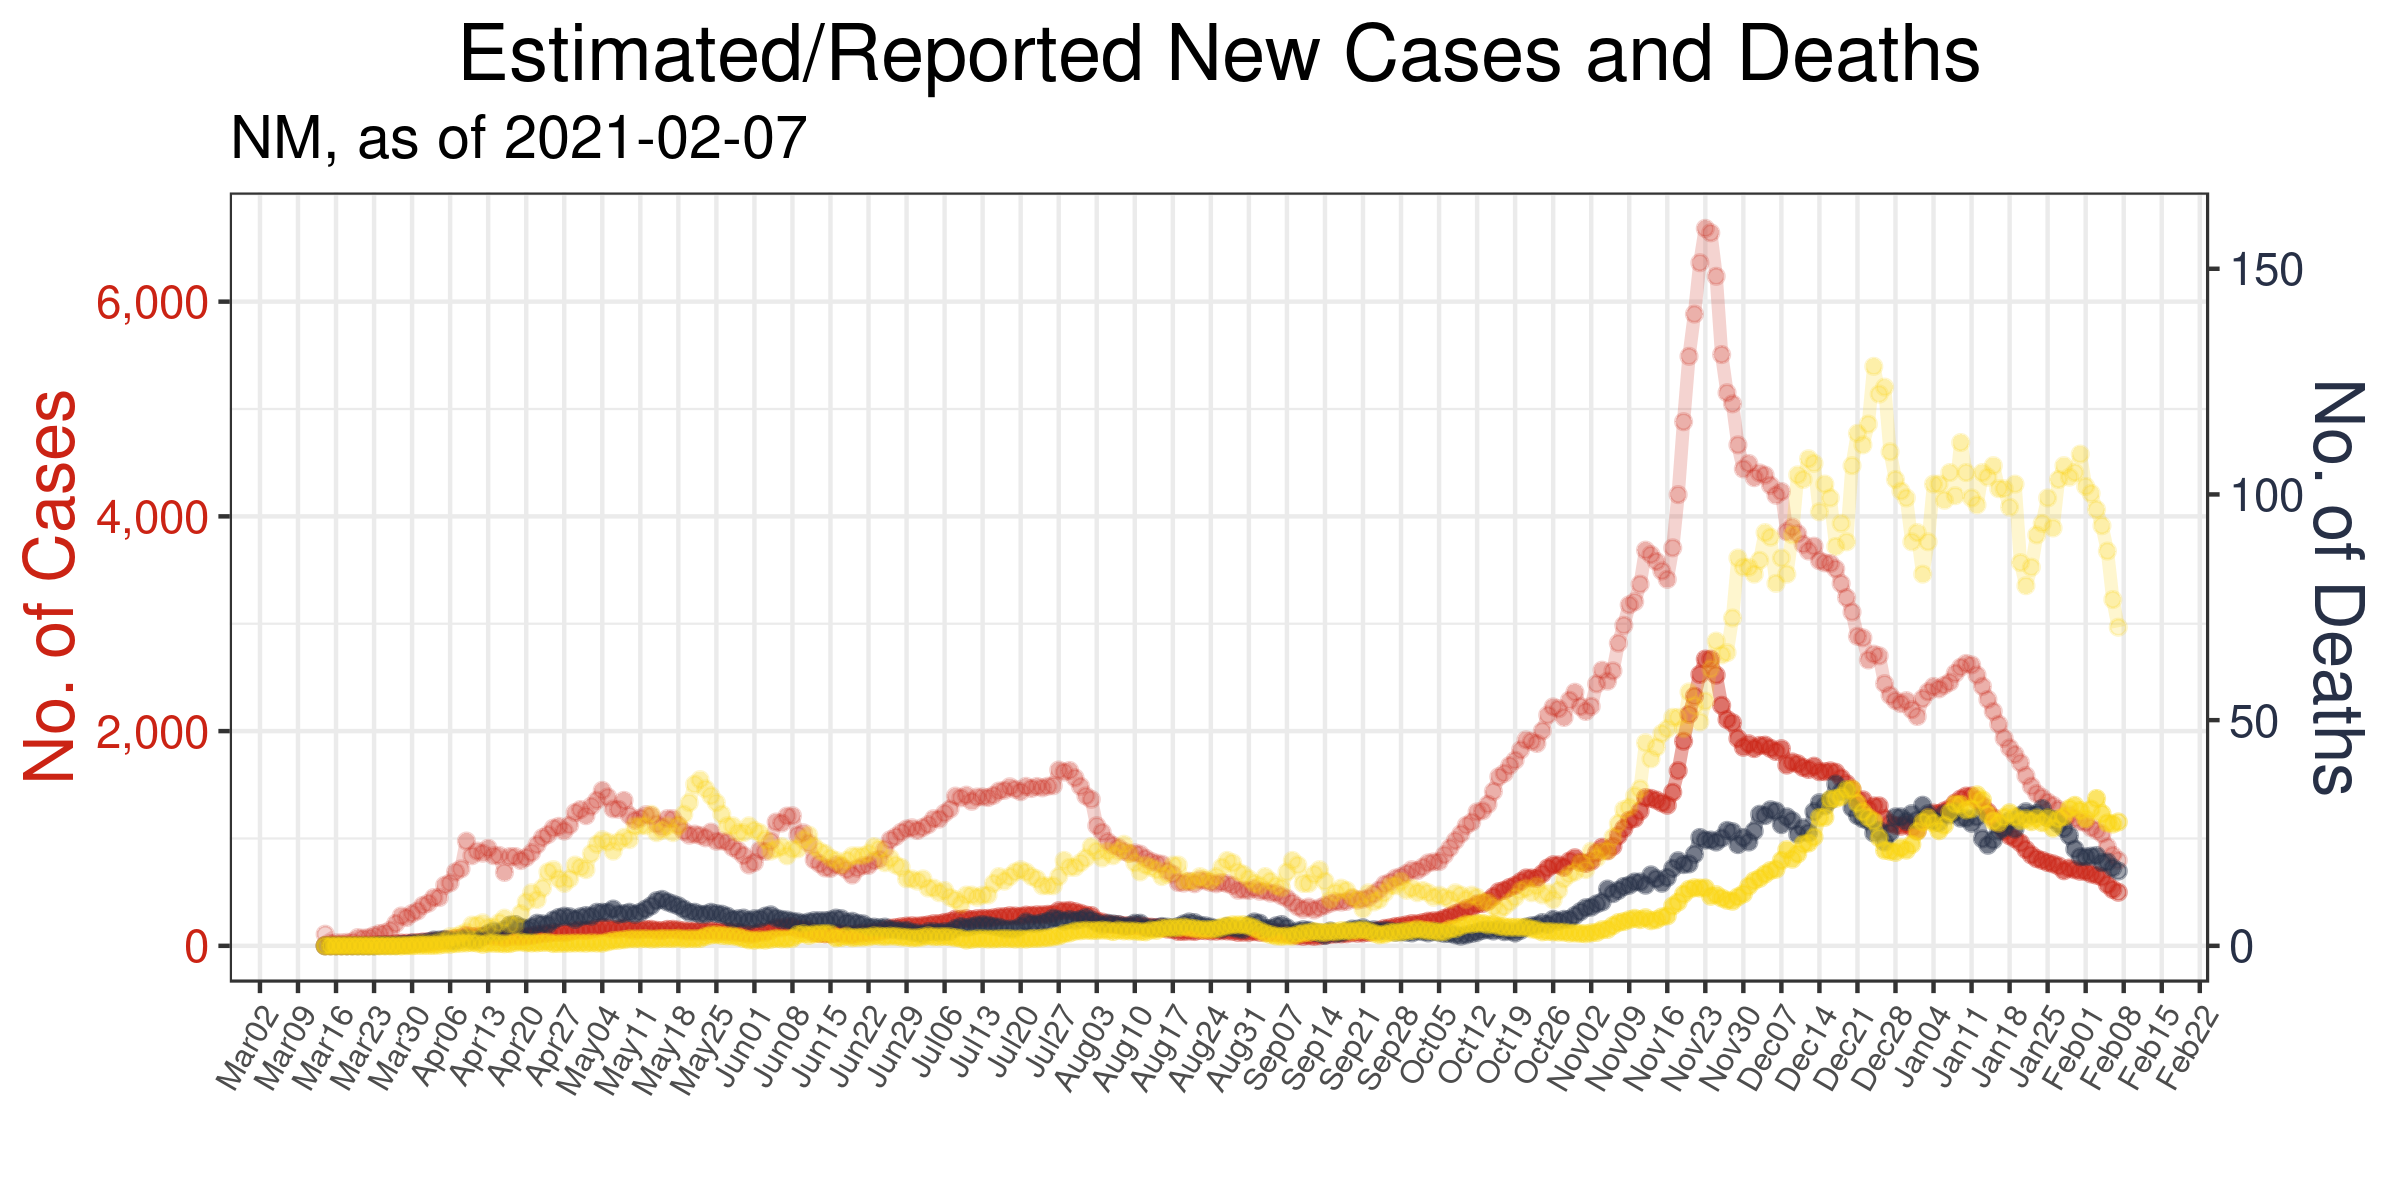 Estimated/Reported New Cases and Deaths
NM, as of 2021-02-07
No. of Cases
6,000
4,000
2,000
0
150
100
50
0
No. of Deaths
Mar02
Mar09
Mar16
Mar23
Mar30
Apr06
Apr13
Apr20
Apr27
May04
May11
May18
May25
Jun01
Jun08
Jun15
Jun22
Jun29
Jul06
Jul13
Jul20
Jul27
Aug03
Aug10
Aug17
Aug24
Aug31
Sep07
Sep14
Sep21
Sep28
Oct05
Oct12
Oct19
Oct26
Nov02
Nov09
Nov16
Nov23
Nov30
Dec07
Dec14
Dec21
Dec28
Jan04
Jan11
Jan18
Jan25
Feb01
Feb08
Feb15
Feb22